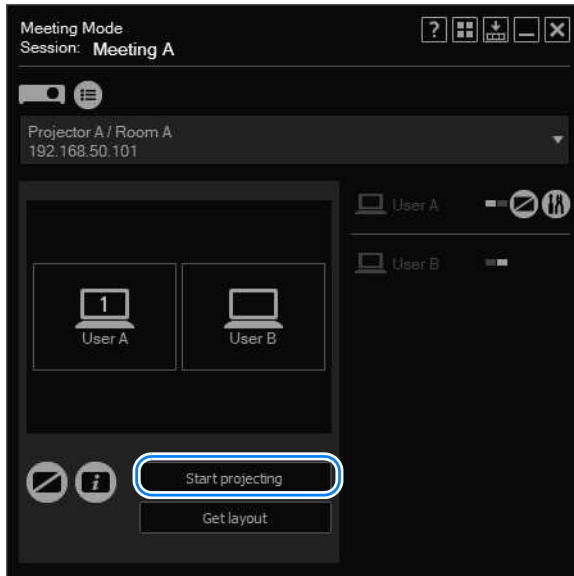 Meeting Mode
Session: Meeting A
?
Projector A / Room A
192.168.50.101
User A
User B
1
User A
User B
i
Start projecting
Get layout